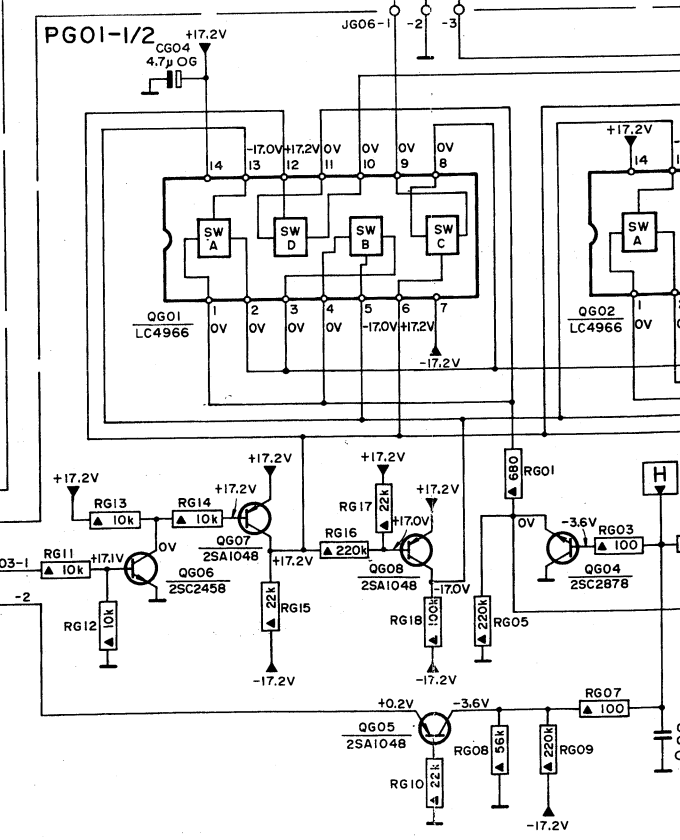 PG01-1/2
JG06-1 -2 -3
+17.2V
CG04
4.7µ OG
+17.2V
-17.0V +17.2V 0V 0V 0V 0V
14 13 12 11 10 9 8
14
SW A
SW D
SW B
SW C
SW A
QG01
LC4966
1 2 3 4 5 6 7
0V 0V 0V 0V -17.0V +17.2V
-17.2V
QG02
LC4966
1
0V
+17.2V
+17.2V
+17.2V
680
RG01
H
+17.2V
RG13
10k
RG14
10k
+17.2V
RG17
22k
+17.0V
RG16
220k
QG07
2SA1048
+17.2V
0V
-3.6V
RG03
100
03-1
RG11
10k
+17.1V
0V
QG06
2SC2458
QG08
2SA1048
-17.0V
QG04
2SC2878
-2
RG12
10k
22k
RG15
RG18
100k
220k
RG05
-17.2V
-17.2V
+0.2V
-3.6V
RG07
100
QG05
2SA1048
RG08
56k
220k
RG09
RG10
22k
-17.2V